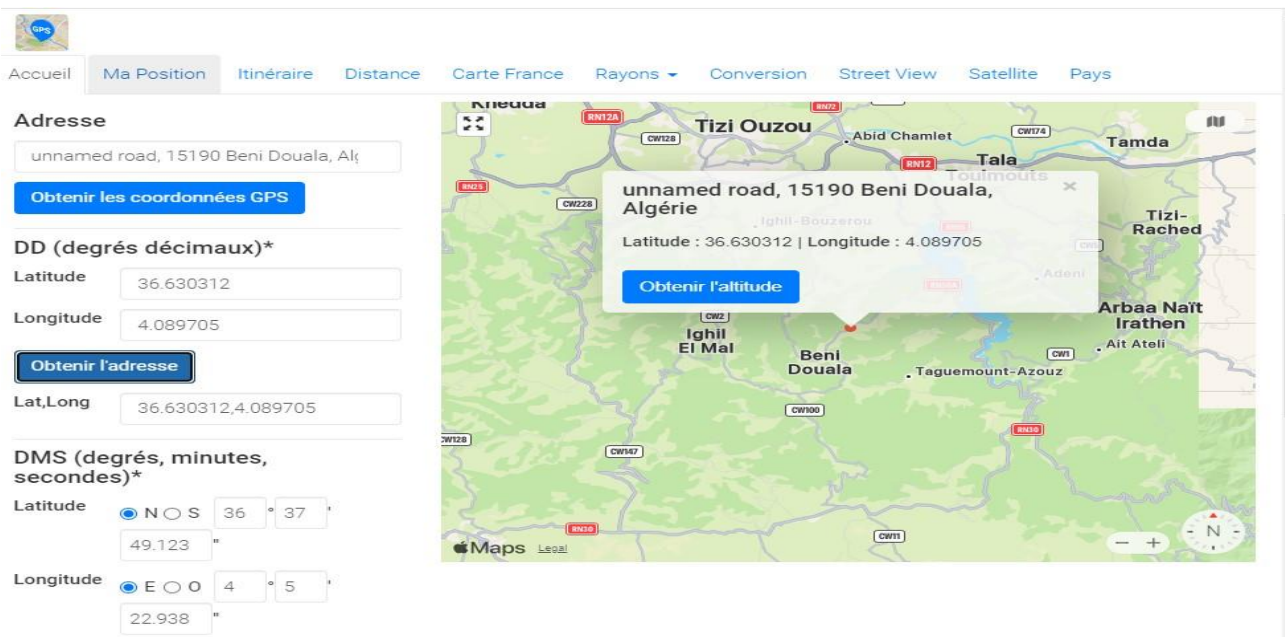 GPS
Accueil Ma Position Itinéraire Distance Carte France Rayons Conversion Street View Satellite Pays
Adresse
unnamed road, 15190 Beni Douala, Alg
Obtenir les coordonnées GPS
DD (degrés décimaux)*
Latitude 36.630312
Longitude 4.089705
Obtenir l'adresse
Lat,Long 36.630312,4.089705
DMS (degrés, minutes,
secondes)*
Latitude N S 36 ° 37 '
49.123 "
Longitude E O 4 ° 5 '
22.938 "
Khedda
RN12A
RN72
CW128
Tizi Ouzou
Abid Chamlet
CW174
Tamda
RN12
Tala
Toulmouts
RN25
CW228
unnamed road, 15190 Beni Douala, ×
Algérie
Latitude : 36.630312 | Longitude : 4.089705
Obtenir l'altitude
Ighil-Bouzerou
Tizi-
Rached
Adeni
CW2
Ighil
El Mal
Beni
Douala
Taguemount-Azouz
Arbaa Naït
Irathen
CW1
Ait Ateli
CW100
RN30
CW128
CW147
RN30
CW11
Maps Legal
− +
N